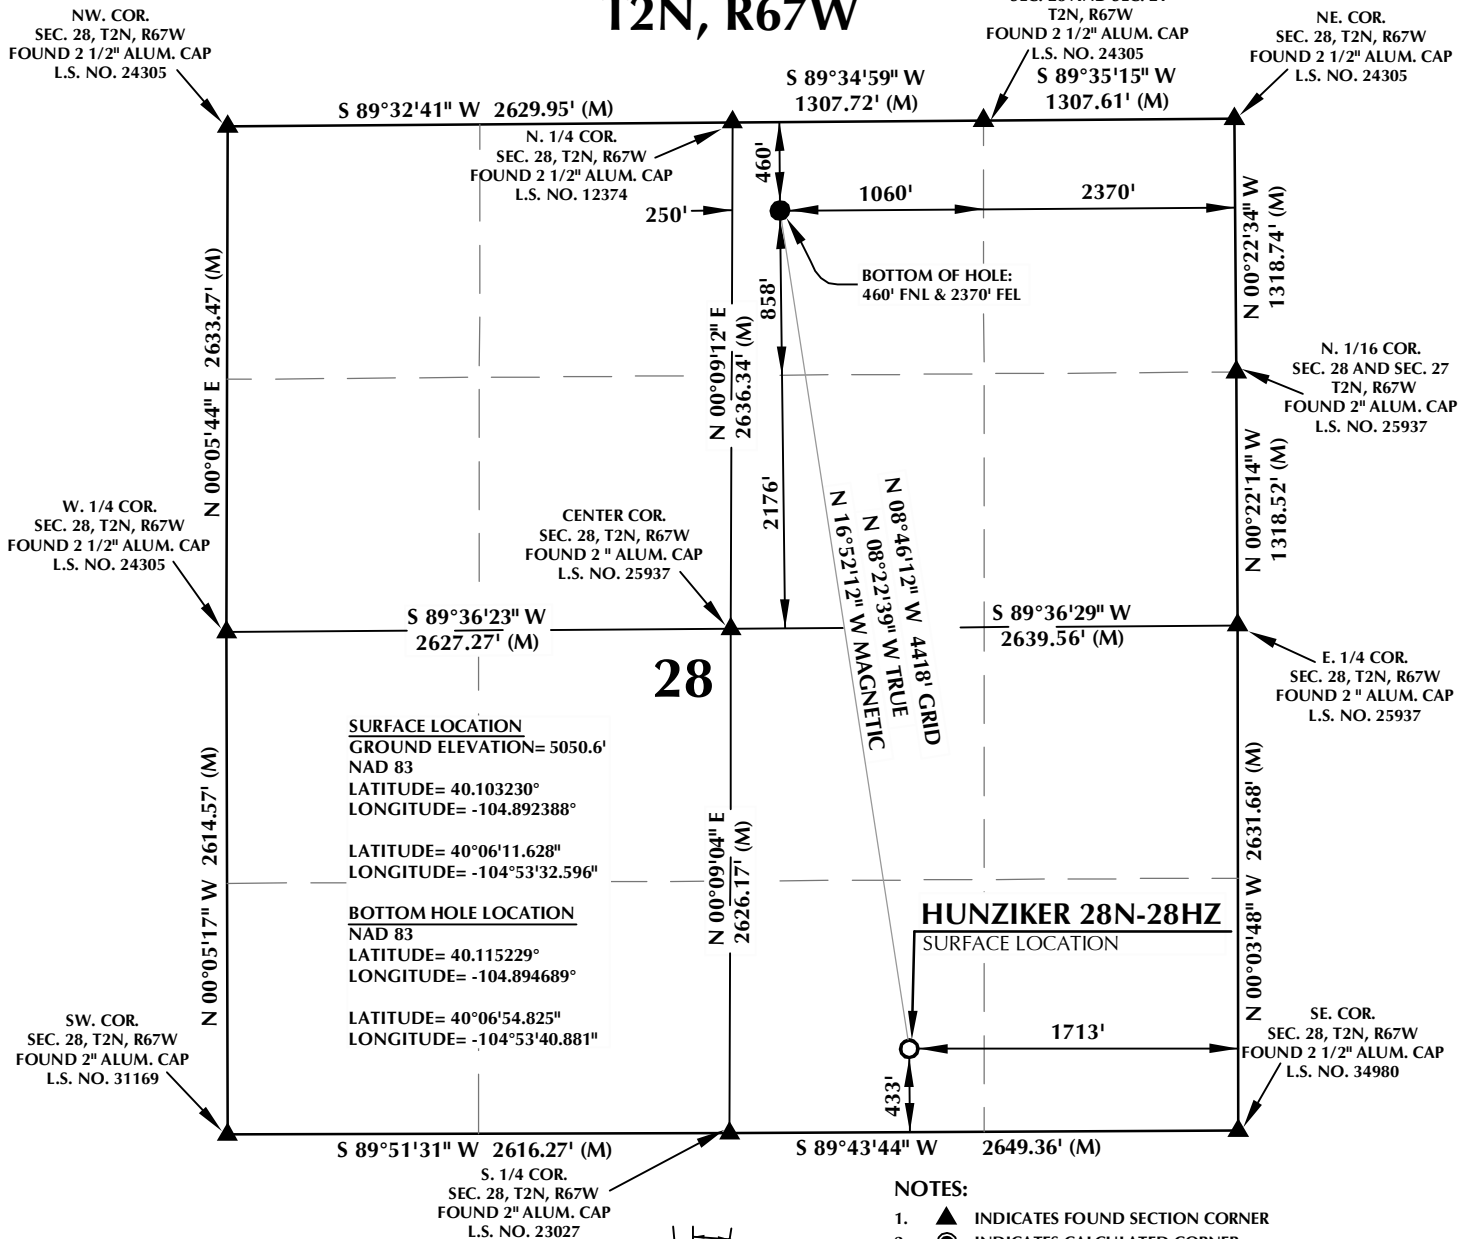 T2N, R67W
NW. COR.
SEC. 28, T2N, R67W
FOUND 2 1/2" ALUM. CAP
L.S. NO. 24305
T2N, R67W
FOUND 2 1/2" ALUM. CAP
L.S. NO. 24305
NE. COR.
SEC. 28, T2N, R67W
FOUND 2 1/2" ALUM. CAP
L.S. NO. 24305
S 89°32'41" W 2629.95' (M)
S 89°34'59" W
1307.72' (M)
S 89°35'15" W
1307.61' (M)
N. 1/4 COR.
SEC. 28, T2N, R67W
FOUND 2 1/2" ALUM. CAP
L.S. NO. 12374
460'
250'
1060'
2370'
BOTTOM OF HOLE:
460' FNL & 2370' FEL
858'
2176'
N 00°05'44" E 2633.47' (M)
N 00°09'12" E
2636.34' (M)
N 00°22'34" W
1318.74' (M)
N. 1/16 COR.
SEC. 28 AND SEC. 27
T2N, R67W
FOUND 2" ALUM. CAP
L.S. NO. 25937
N 00°22'14" W
1318.52' (M)
W. 1/4 COR.
SEC. 28, T2N, R67W
FOUND 2 1/2" ALUM. CAP
L.S. NO. 24305
CENTER COR.
SEC. 28, T2N, R67W
FOUND 2 " ALUM. CAP
L.S. NO. 25937
N 08°46'12" W 4418' GRID
N 08°22'39" W TRUE
N 16°52'12" W MAGNETIC
S 89°36'23" W
2627.27' (M)
S 89°36'29" W
2639.56' (M)
E. 1/4 COR.
SEC. 28, T2N, R67W
FOUND 2 " ALUM. CAP
L.S. NO. 25937
28
SURFACE LOCATION
GROUND ELEVATION= 5050.6'
NAD 83
LATITUDE= 40.103230°
LONGITUDE= -104.892388°
LATITUDE= 40°06'11.628"
LONGITUDE= -104°53'32.596"
BOTTOM HOLE LOCATION
NAD 83
LATITUDE= 40.115229°
LONGITUDE= -104.894689°
LATITUDE= 40°06'54.825"
LONGITUDE= -104°53'40.881"
N 00°05'17" W 2614.57' (M)
N 00°09'04" E
2626.17' (M)
N 00°03'48" W 2631.68' (M)
HUNZIKER 28N-28HZ
SURFACE LOCATION
1713'
433'
SW. COR.
SEC. 28, T2N, R67W
FOUND 2" ALUM. CAP
L.S. NO. 31169
SE. COR.
SEC. 28, T2N, R67W
FOUND 2 1/2" ALUM. CAP
L.S. NO. 34980
S 89°51'31" W 2616.27' (M)
S 89°43'44" W 2649.36' (M)
S. 1/4 COR.
SEC. 28, T2N, R67W
FOUND 2" ALUM. CAP
L.S. NO. 23027
NOTES:
1. INDICATES FOUND SECTION CORNER
INDICATES CALCULATED CORNER